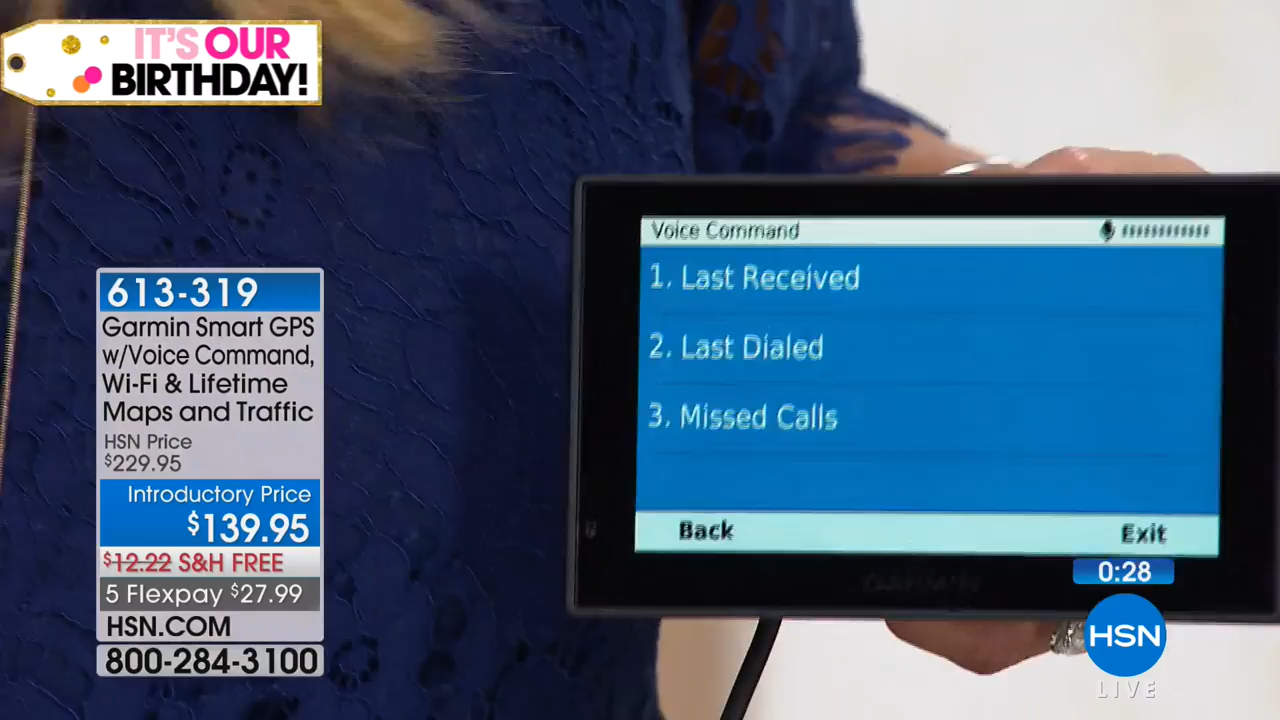 IT'S OUR
BIRTHDAY!
613-319
Garmin Smart GPS
w/Voice Command,
Wi-Fi & Lifetime
Maps and Traffic
HSN Price
$229.95
Introductory Price
$139.95
$12.22 S&H FREE
5 Flexpay $27.99
HSN.COM
800-284-3100
Voice Command
1. Last Received
2. Last Dialed
3. Missed Calls
Back Exit
0:28
HSN
LIVE